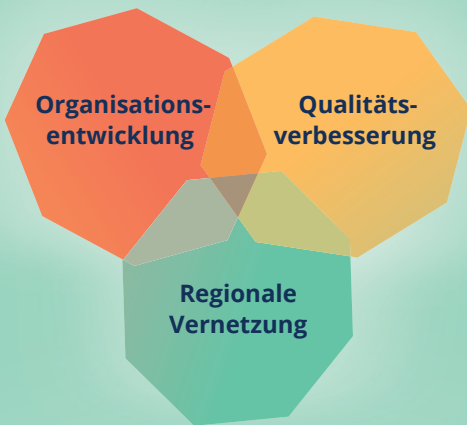 Organisations-
entwicklung
Qualitäts-
verbesserung
Regionale
Vernetzung